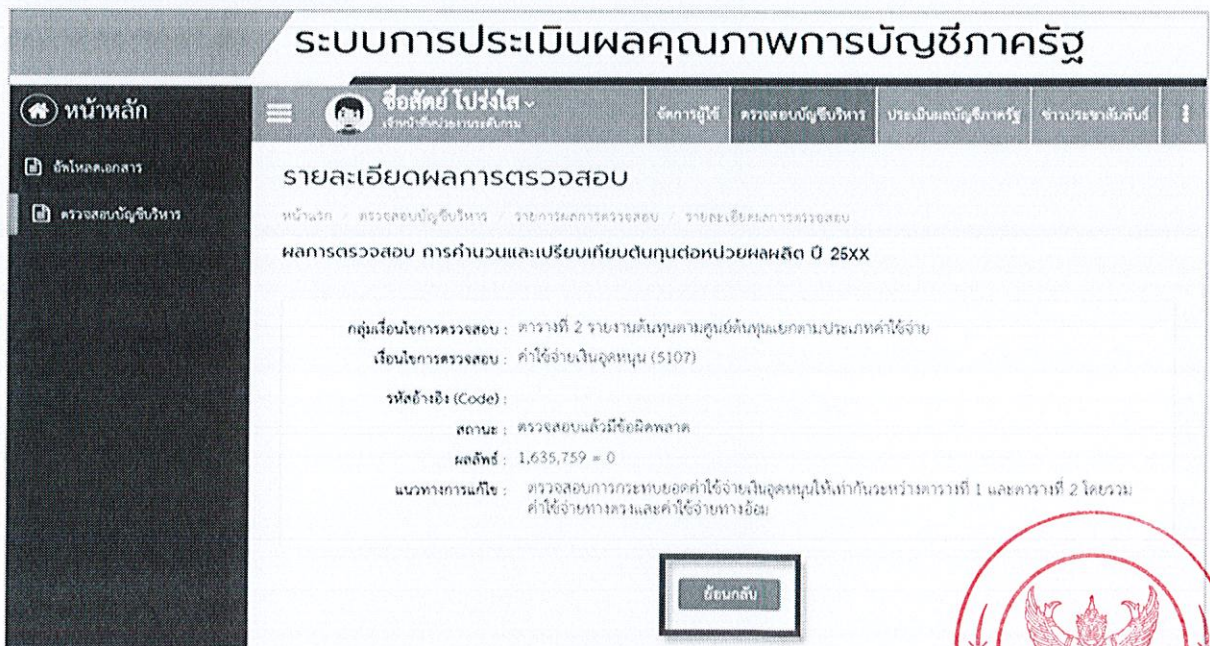 ระบบการประเมินผลคุณภาพการบัญชีภาครัฐ
หน้าหลัก
อัพโหลดเอกสาร
ตรวจสอบบัญชีบริหาร
ซื่อสัตย์ โปร่งใส
เจ้าหน้าที่หน่วยงานระดับกรม
จัดการผู้ใช้ ตรวจสอบบัญชีบริหาร ประเมินผลบัญชีภาครัฐ ข่าวประชาสัมพันธ์
รายละเอียดผลการตรวจสอบ
หน้าแรก / ตรวจสอบบัญชีบริหาร / รายการผลการตรวจสอบ / รายละเอียดผลการตรวจสอบ
ผลการตรวจสอบ การคำนวนและเปรียบเทียบต้นทุนต่อหน่วยผลผลิต ปี 25XX
กลุ่มเงื่อนไขการตรวจสอบ : ตารางที่ 2 รายงานต้นทุนตามศูนย์ต้นทุนแยกตามประเภทค่าใช้จ่าย
เงื่อนไขการตรวจสอบ : ค่าใช้จ่ายเงินอุดหนุน (5107)
รหัสอ้างอิง (Code) :
สถานะ : ตรวจสอบแล้วมีข้อผิดพลาด
ผลลัพธ์ : 1,635,759 = 0
แนวทางการแก้ไข : ตรวจสอบการกระทบยอดค่าใช้จ่ายเงินอุดหนุนให้เท่ากันระหว่างตารางที่ 1 และตารางที่ 2 โดยรวม
ค่าใช้จ่ายทางตรงและค่าใช้จ่ายทางอ้อม
ย้อนกลับ